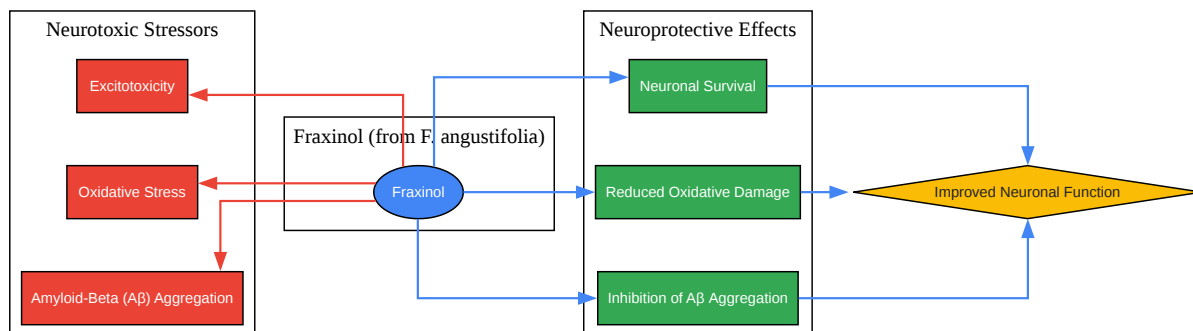 Neurotoxic Stressors
Excitotoxicity
Oxidative Stress
Amyloid-Beta (Aβ) Aggregation
Fraxinol (from F. angustifolia)
Fraxinol
Neuroprotective Effects
Neuronal Survival
Reduced Oxidative Damage
Inhibition of Aβ Aggregation
Improved Neuronal Function